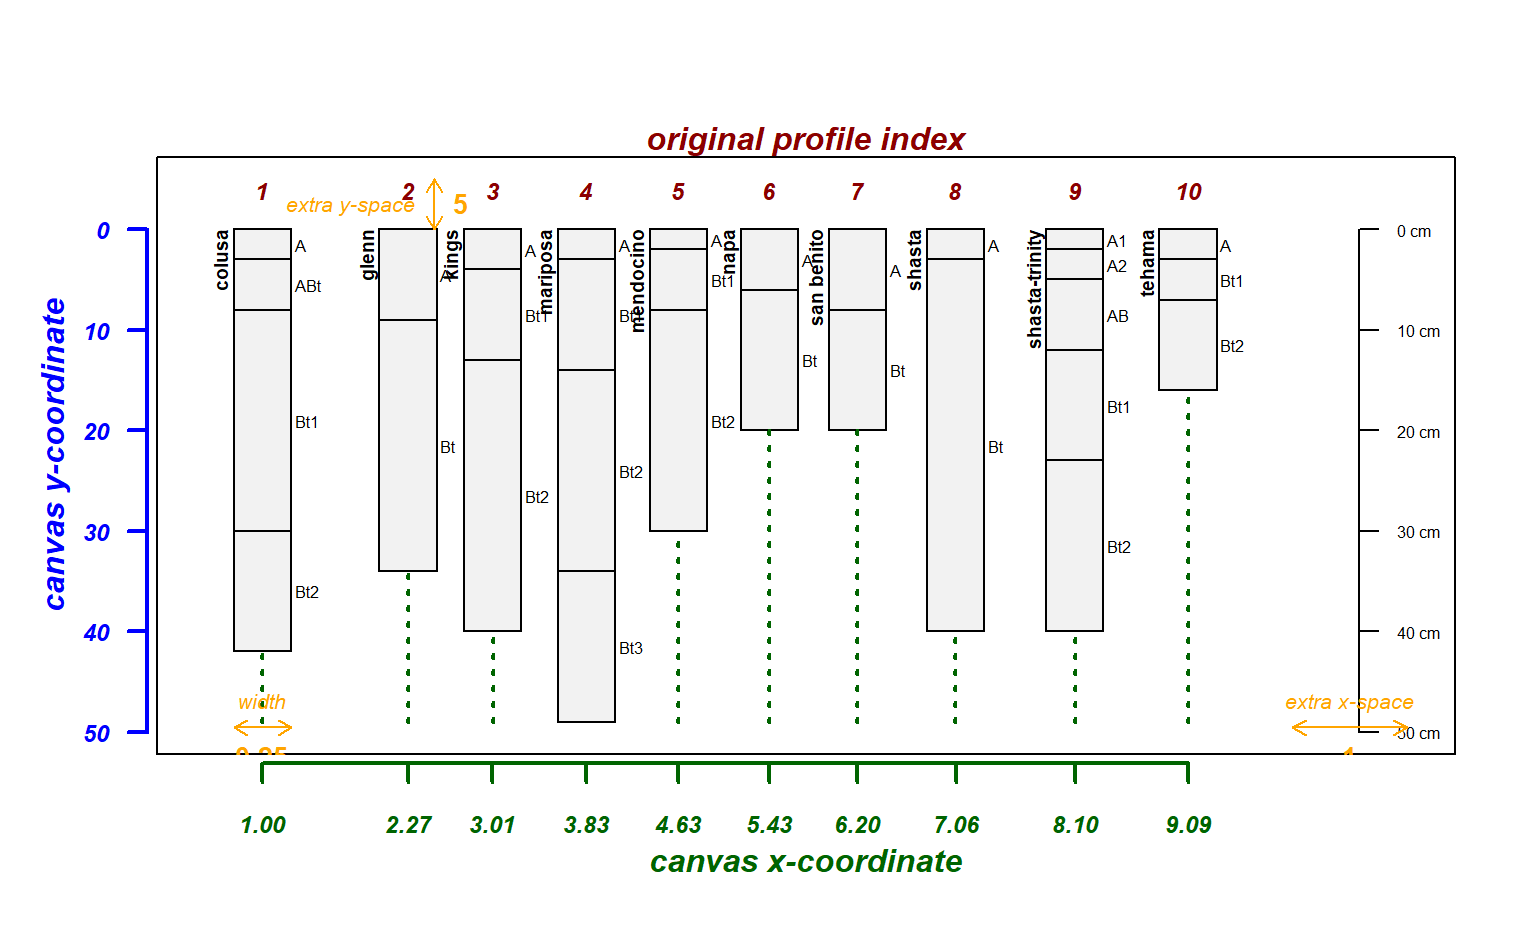 original profile index
1 2 3 4 5 6 7 8 9 10
extra y-space 5
canvas y-coordinate
0
10
20
30
40
50
colusa
A
ABt
Bt1
Bt2
glenn
Bt
kings
A
Bt1
Bt2
mariposa
A
Bt2
Bt3
mendocino
A
Bt1
Bt2
napa
A
Bt
san benito
A
Bt
shasta
A
Bt
shasta-trinity
A1
A2
AB
Bt1
Bt2
tehama
A
Bt1
Bt2
0 cm
10 cm
20 cm
30 cm
40 cm
50 cm
width
extra x-space
1.00 2.27 3.01 3.83 4.63 5.43 6.20 7.06 8.10 9.09
canvas x-coordinate